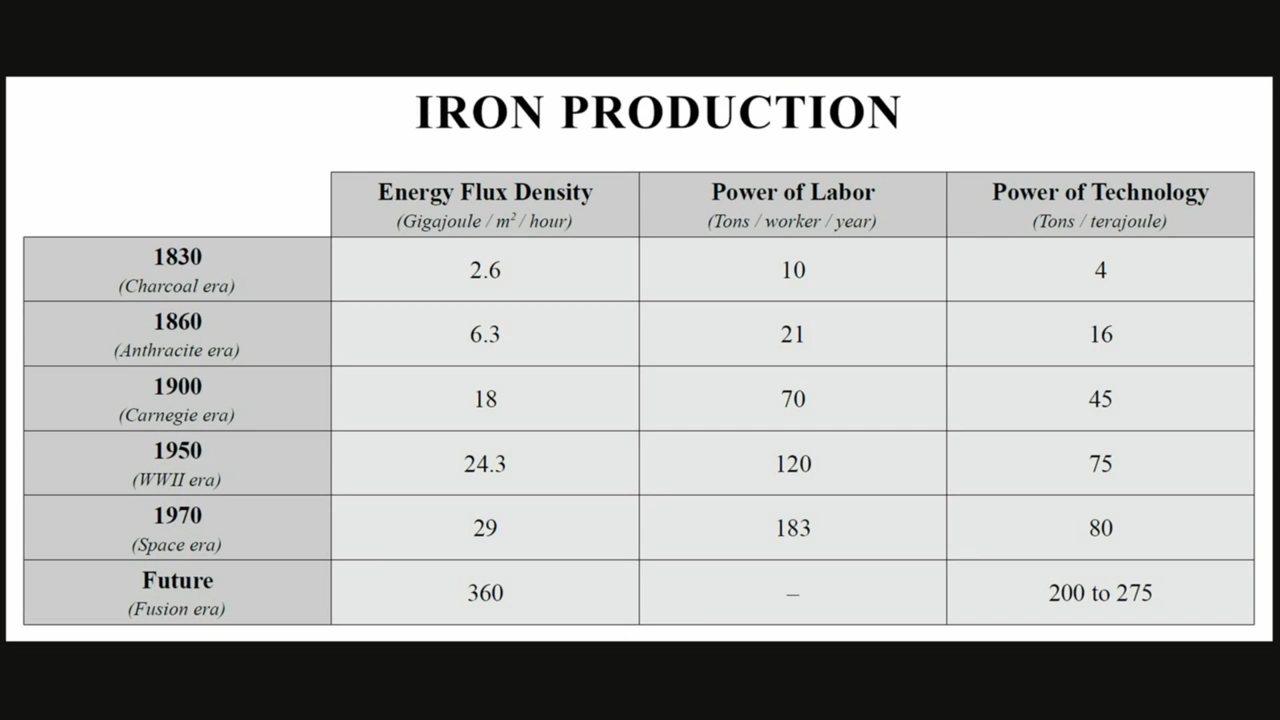 IRON PRODUCTION
Energy Flux Density Power of Labor Power of Technology
(Gigajoule / m² / hour) (Tons / worker / year) (Tons / terajoule)
1830
(Charcoal era) 2.6 10 4
1860
(Anthracite era) 6.3 21 16
1900
(Carnegie era) 18 70 45
1950
(WWII era) 24.3 120 75
1970
(Space era) 29 183 80
Future
(Fusion era) 360 – 200 to 275